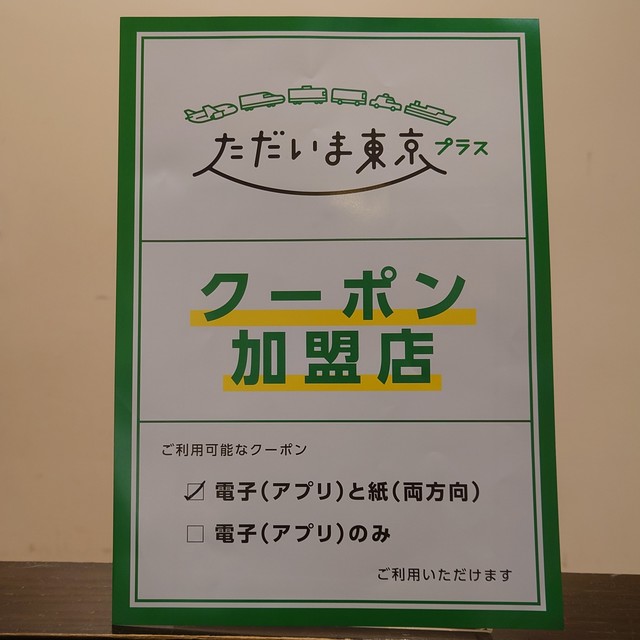 ただいま東京プラス
クーポン
加盟店
ご利用可能なクーポン
☑ 電子(アプリ)と紙(両方向)
☐ 電子(アプリ)のみ
ご利用いただけます